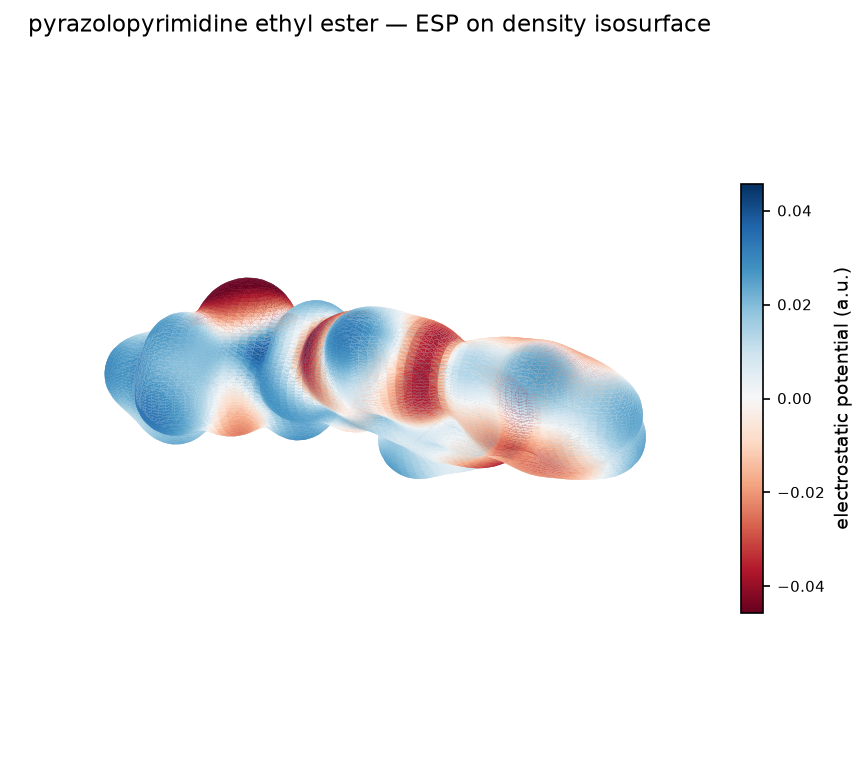 pyrazolopyrimidine ethyl ester — ESP on density isosurface
0.04
0.02
0.00
−0.02
−0.04
electrostatic potential (a.u.)